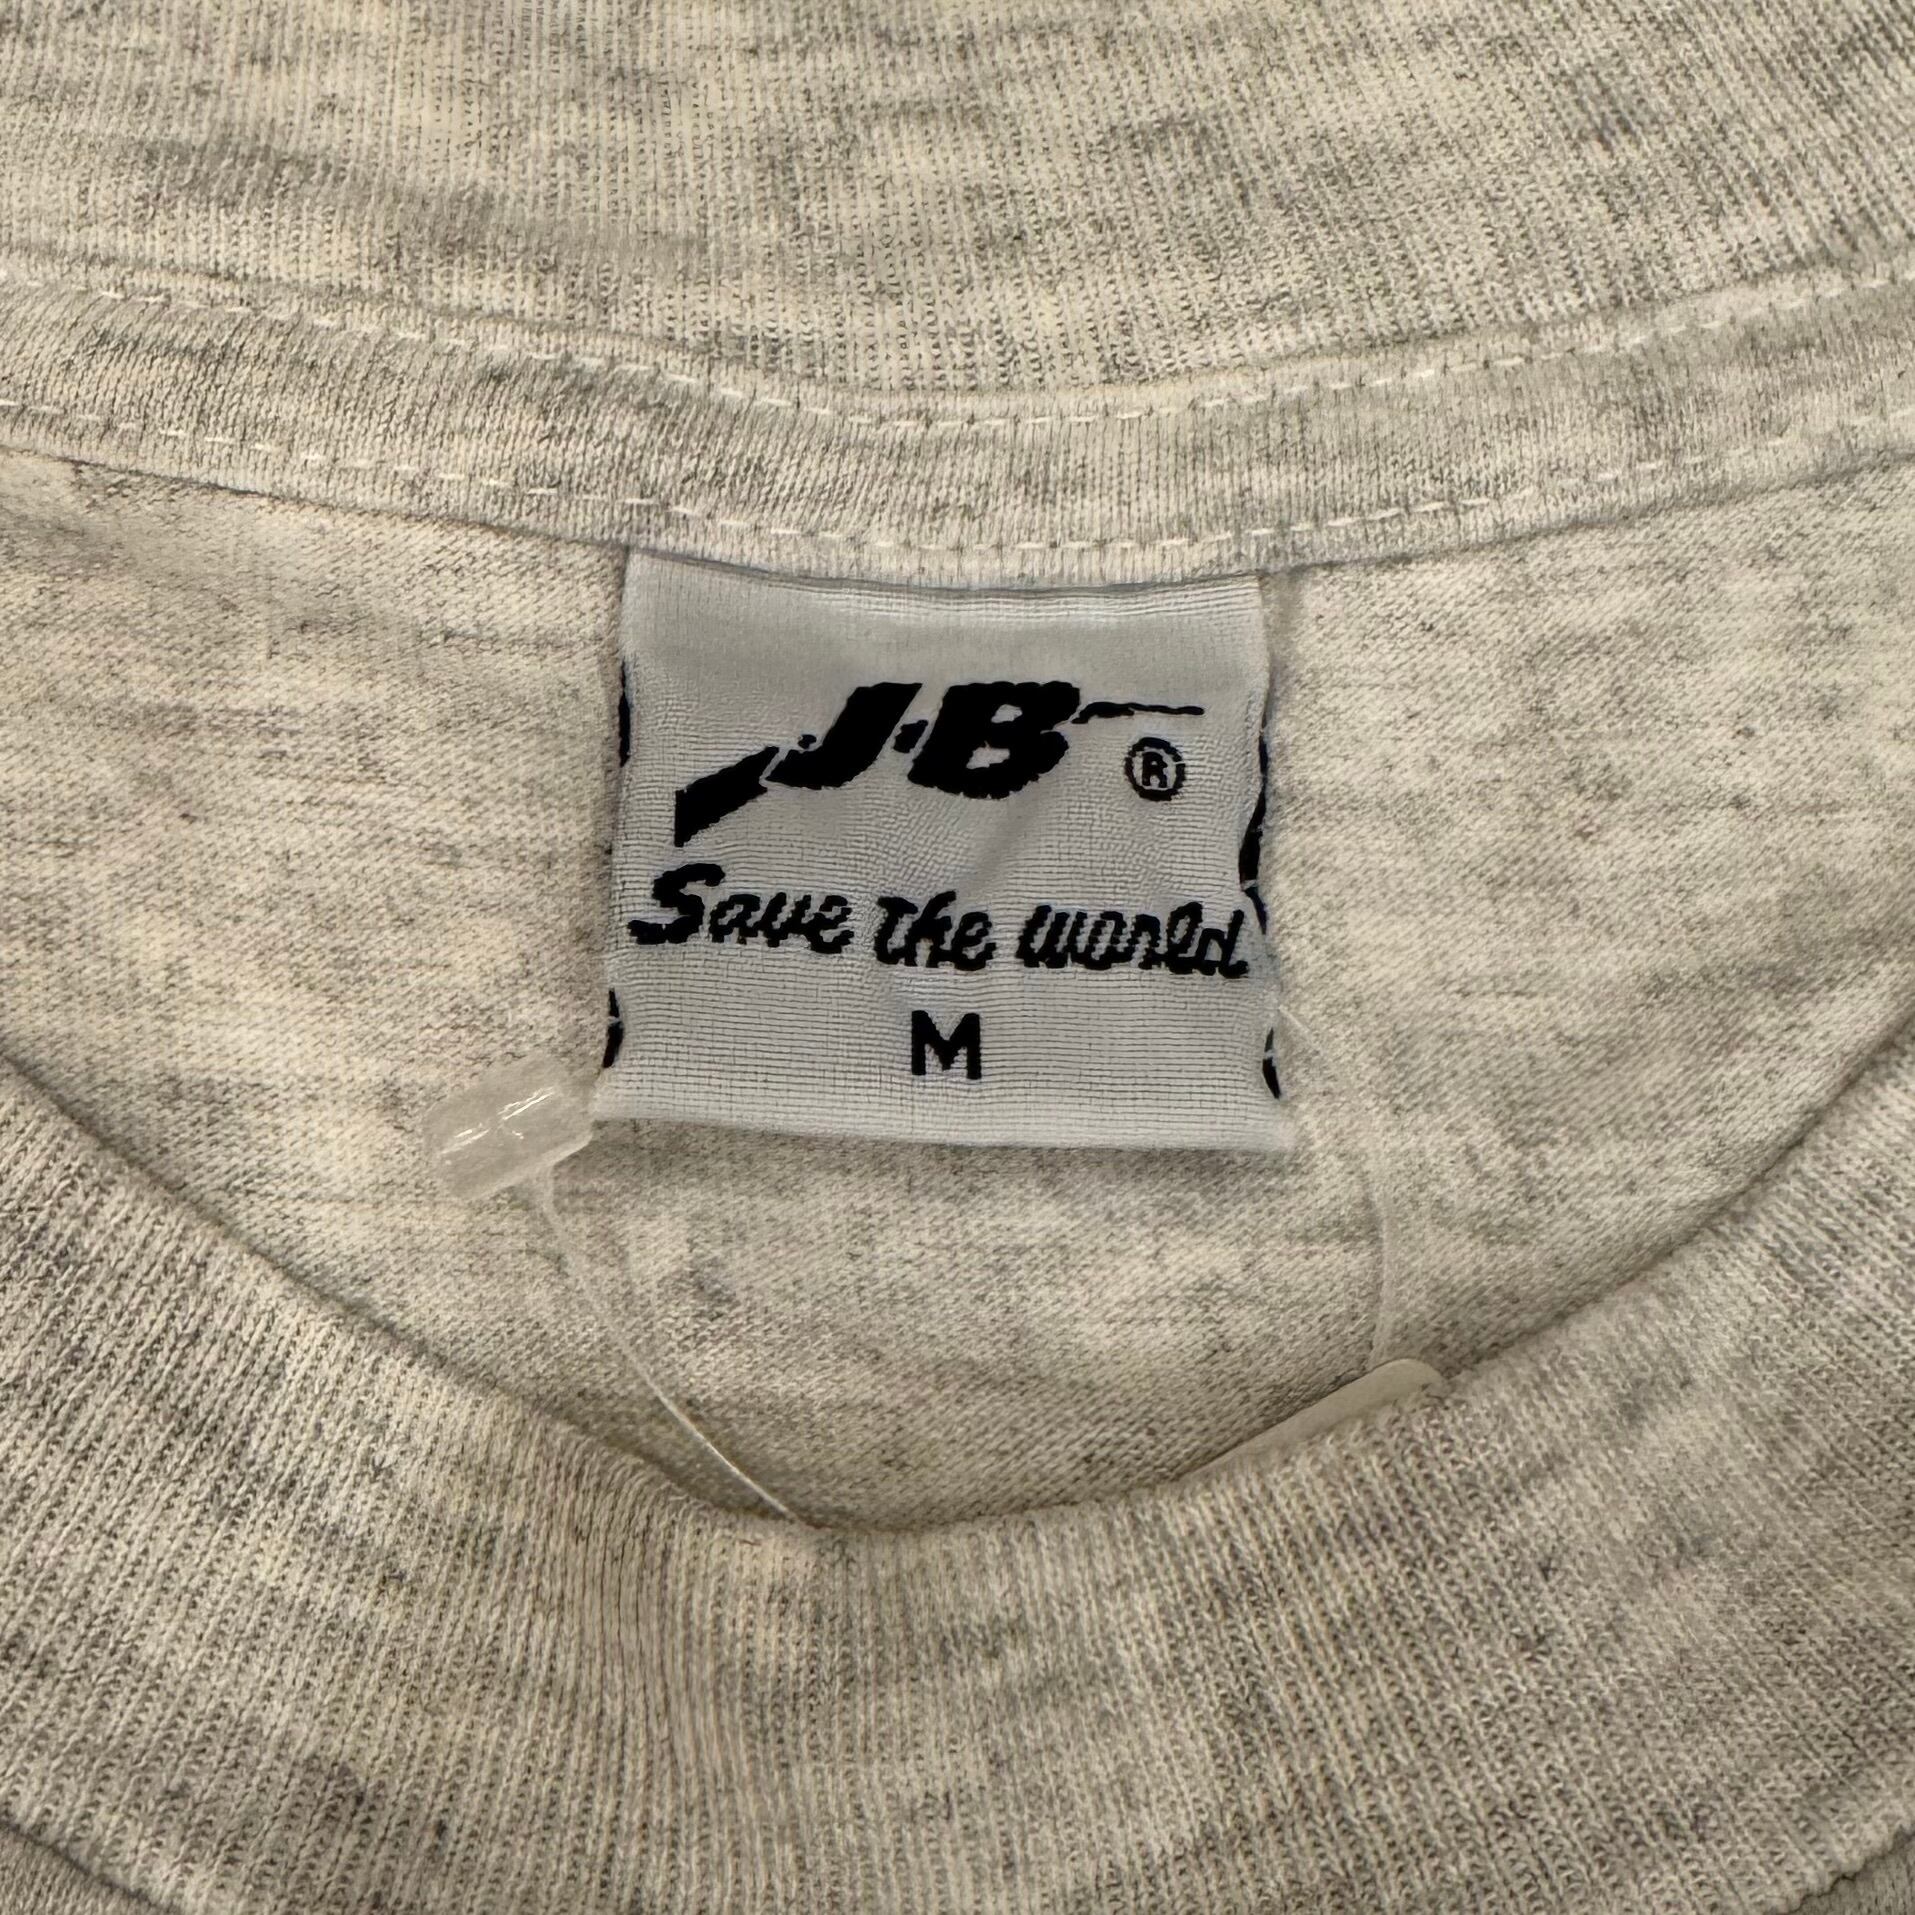 J·B ®
Save the world
M